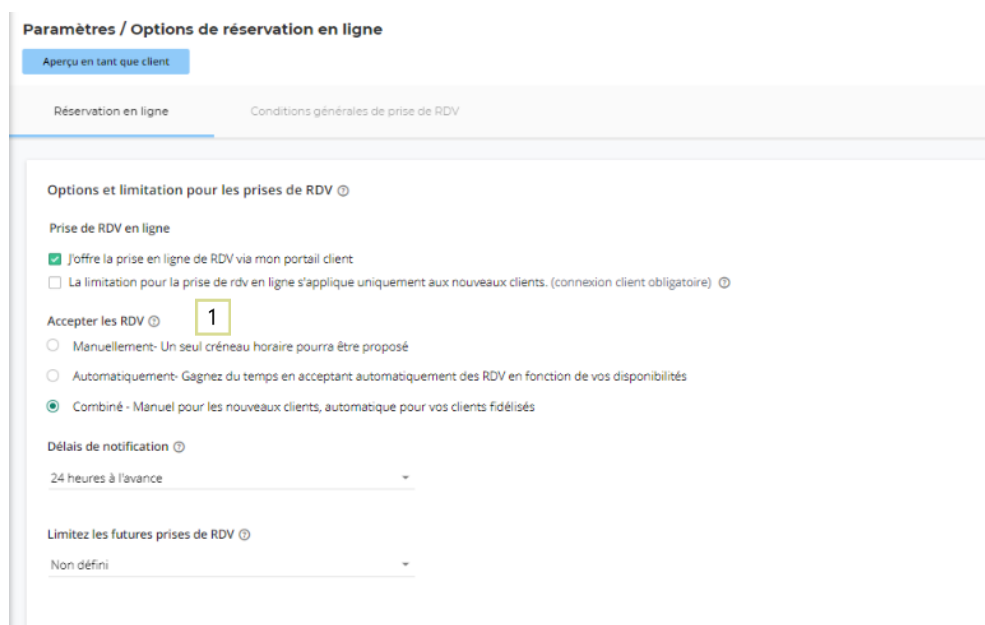 Paramètres / Options de réservation en ligne
Aperçu en tant que client
Réservation en ligne
Conditions générales de prise de RDV
Options et limitation pour les prises de RDV ?
Prise de RDV en ligne
J'offre la prise en ligne de RDV via mon portail client
La limitation pour la prise de rdv en ligne s'applique uniquement aux nouveaux clients. (connexion client obligatoire) ?
Accepter les RDV ?
1
Manuellement- Un seul créneau horaire pourra être proposé
Automatiquement- Gagnez du temps en acceptant automatiquement des RDV en fonction de vos disponibilités
Combiné - Manuel pour les nouveaux clients, automatique pour vos clients fidélisés
Délais de notification ?
24 heures à l'avance
Limitez les futures prises de RDV ?
Non défini